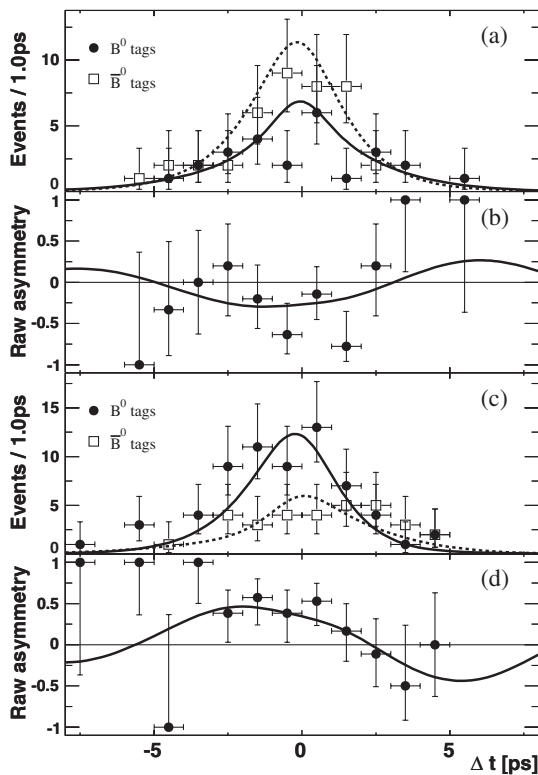 (a)
B⁰ tags
B̅⁰ tags
Events / 1.0ps
10
5
0
(b)
Raw asymmetry
1
0.5
0
-0.5
-1
(c)
B⁰ tags
B̅⁰ tags
Events / 1.0ps
15
10
5
0
(d)
Raw asymmetry
1
0.5
0
-0.5
-1
-5
0
5
Δ t [ps]